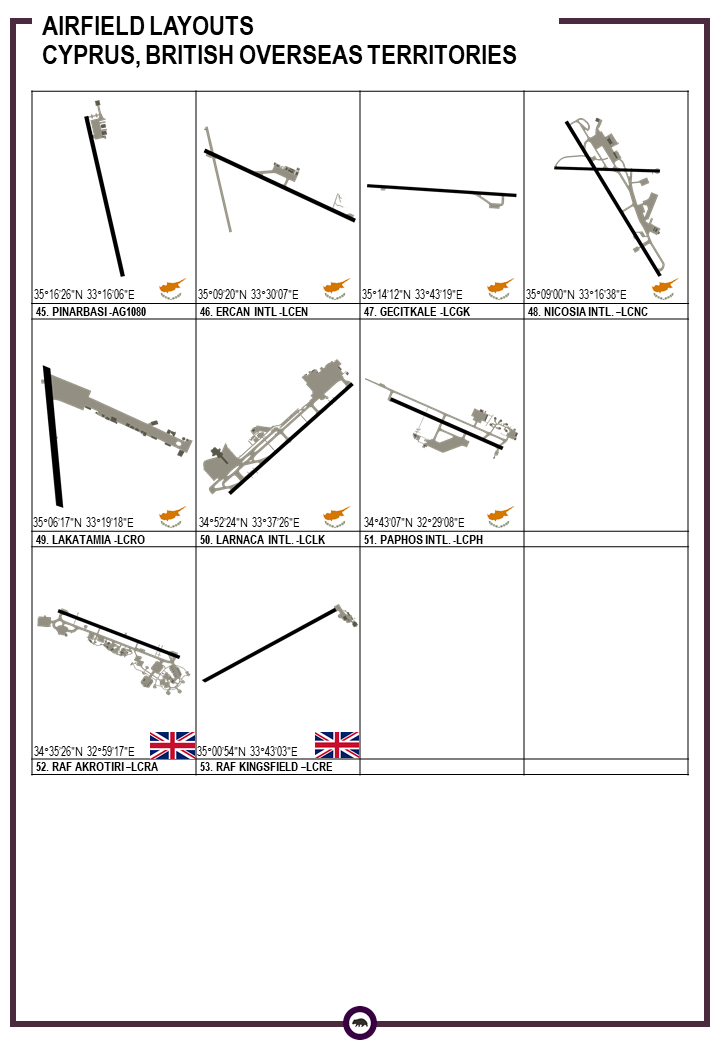 AIRFIELD LAYOUTS
CYPRUS, BRITISH OVERSEAS TERRITORIES
35°16'26"N 33°16'06"E
35°09'20"N 33°30'07"E
35°14'12"N 33°43'19"E
35°09'00"N 33°16'38"E
45. PINARBASI -AG1080
46. ERCAN INTL -LCEN
47. GECITKALE -LCGK
48. NICOSIA INTL. –LCNC
35°06'17"N 33°19'18"E
34°52'24"N 33°37'26"E
34°43'07"N 32°29'08"E
49. LAKATAMIA -LCRO
50. LARNACA INTL. -LCLK
51. PAPHOS INTL. -LCPH
34°35'26"N 32°59'17"E
35°00'54"N 33°43'03"E
52. RAF AKROTIRI –LCRA
53. RAF KINGSFIELD –LCRE